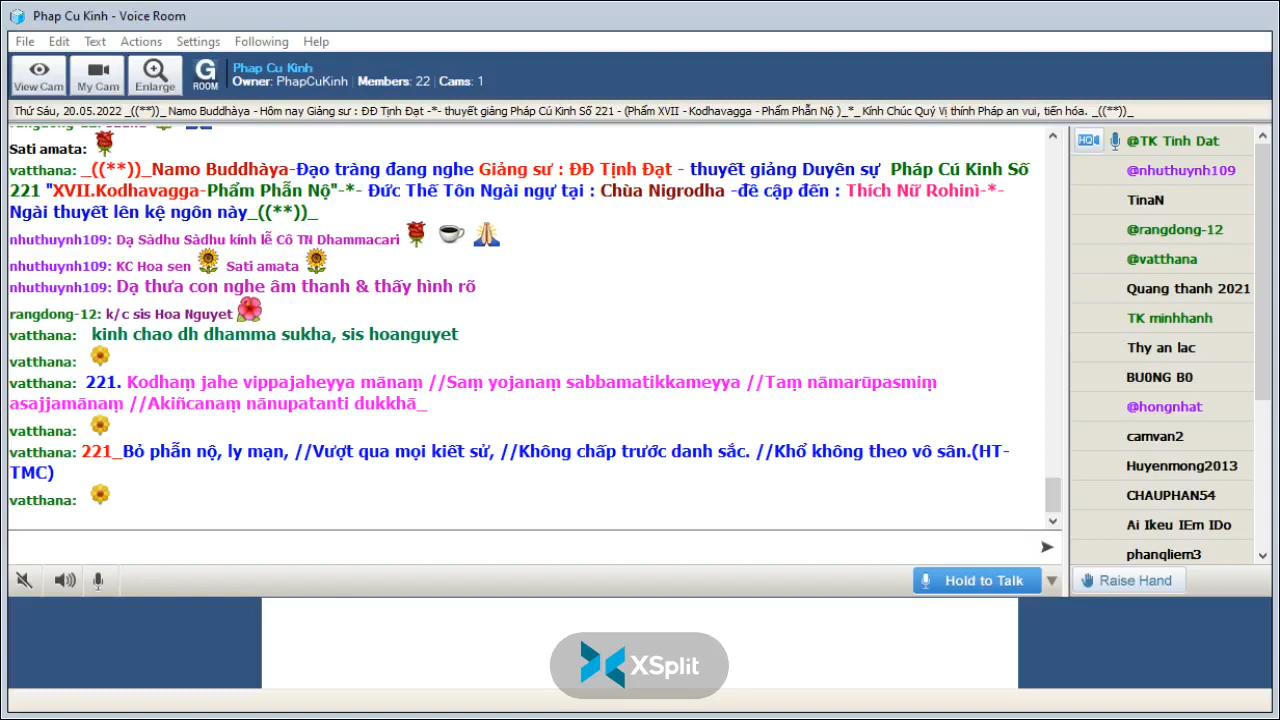 Phap Cu Kinh - Voice Room
File Edit Text Actions Settings Following Help
View Cam My Cam Enlarge G ROOM Phap Cu Kinh
Owner: PhapCuKinh | Members: 22 | Cams: 1
Thứ Sáu, 20.05.2022 _((**))_ Namo Buddhàya - Hôm nay Giảng sư : ĐĐ Tịnh Đạt -*- thuyết giảng Pháp Cú Kinh Số 221 - (Phẩm XVII - Kodhavagga - Phẩm Phẫn Nộ )_*_ Kính Chúc Quý Vị thính Pháp an vui, tiến hóa. _((**))_
Sati amata:
vatthana: _((**))_Namo Buddhàya-Đạo tràng đang nghe Giảng sư : ĐĐ Tịnh Đạt - thuyết giảng Duyên sự Pháp Cú Kinh Số
221 "XVII.Kodhavagga-Phẩm Phẫn Nộ"-*- Đức Thế Tôn Ngài ngự tại : Chùa Nigrodha -đề cập đến : Thích Nữ Rohinì-*-
Ngài thuyết lên kệ ngôn này_((**))_
nhuthuynh109: Dạ Sàdhu Sàdhu kính lễ Cô TN Dhammacari
nhuthuynh109: KC Hoa sen Sati amata
nhuthuynh109: Dạ thưa con nghe âm thanh & thấy hình rõ
rangdong-12: k/c sis Hoa Nguyet
vatthana: kinh chao dh dhamma sukha, sis hoanguyet
vatthana:
vatthana: 221. Kodhaṃ jahe vippajaheyya mānaṃ //Saṃ yojanaṃ sabbamatikkameyya //Taṃ nāmarūpasmiṃ
asajjamānaṃ //Akiñcanaṃ nānupatanti dukkhā_
vatthana:
vatthana: 221_Bỏ phẫn nộ, ly mạn, //Vượt qua mọi kiết sử, //Không chấp trước danh sắc. //Khổ không theo vô sân.(HT-
TMC)
vatthana:
Hold to Talk
HD
@TK Tinh Dat
@nhuthuynh109
TinaN
@rangdong-12
@vatthana
Quang thanh 2021
TK minhhanh
Thy an lac
BU0NG B0
@hongnhat
camvan2
Huyenmong2013
CHAUPHAN54
Ai Ikeu IEm IDo
phangliem3
Raise Hand
XSplit